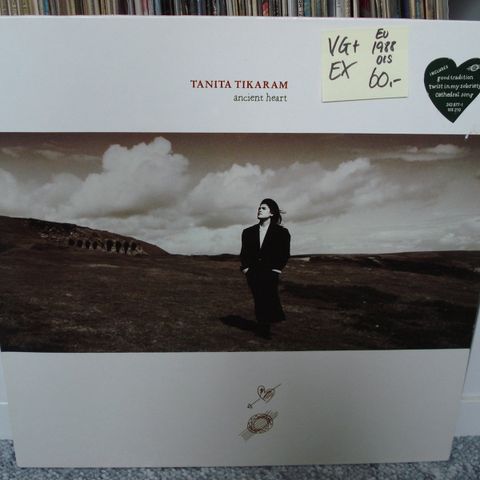 TANITA TIKARAM
ancient heart
VG+
EX
EU
1988
OIS
60,-
INCLUDES
good tradition
twist in my sobriety
cathedral song